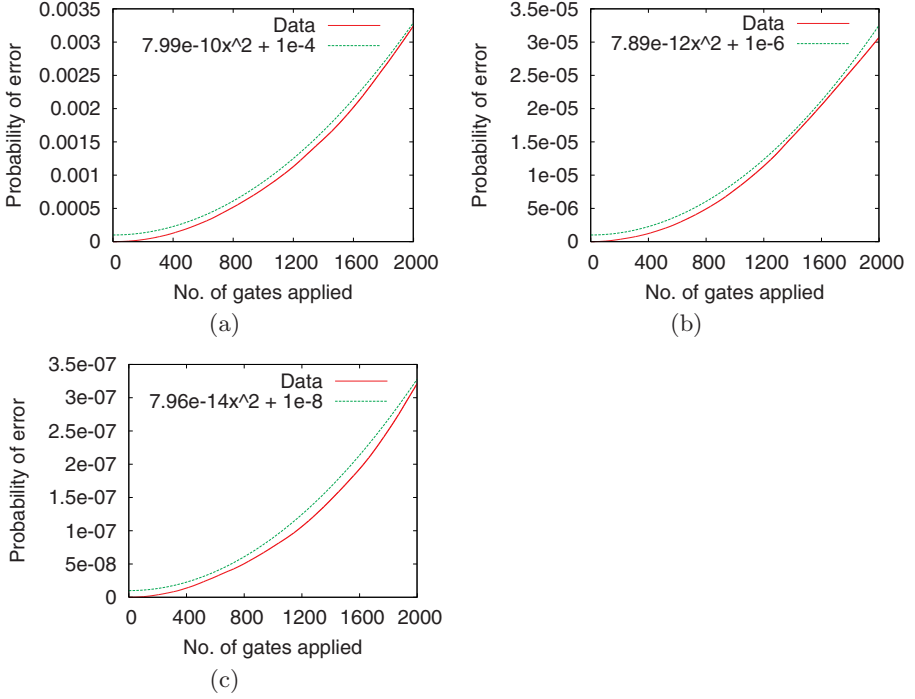 0.0035
0.003
0.0025
0.002
0.0015
0.001
0.0005
0
Probability of error
Data
7.99e-10x^2 + 1e-4
0 400 800 1200 1600 2000
No. of gates applied
(a)
3.5e-05
3e-05
2.5e-05
2e-05
1.5e-05
1e-05
5e-06
0
Probability of error
Data
7.89e-12x^2 + 1e-6
0 400 800 1200 1600 2000
No. of gates applied
(b)
3.5e-07
3e-07
2.5e-07
2e-07
1.5e-07
1e-07
5e-08
0
Probability of error
Data
7.96e-14x^2 + 1e-8
0 400 800 1200 1600 2000
No. of gates applied
(c)